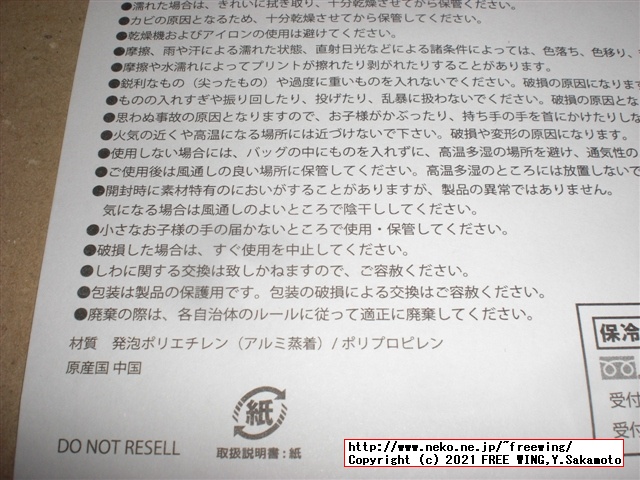 ●濡れた場合は、きれいに拭き取り、十分乾燥させてから保管ください。
●カビの原因となるため、十分乾燥させてから保管してください。
●乾燥機およびアイロンの使用は避けてください。
●摩擦、雨や汗による濡れた状態、直射日光などによる諸条件によっては、色落ち、色移り、
●摩擦や水濡れによってプリントが擦れたり剥がれたりすることがあります。
●鋭利なもの（尖ったもの）や過度に重いものを入れないでください。破損の原因になります
●ものの入れすぎや振り回したり、投げたり、乱暴に扱わないでください。破損の原因とな
●思わぬ事故の原因となりますので、お子様がかぶったり、持ち手の手を首にかけたりしな
●火気の近くや高温になる場所には近づけないで下さい。破損や変形の原因になります。
●使用しない場合には、バッグの中にものを入れずに、高温多湿の場所を避け、通気性の
●ご使用後は風通しの良い場所に保管してください。高温多湿のところには放置しないで
●開封時に素材特有のにおいがすることがありますが、製品の異常ではありません。
気になる場合は風通しのよいところで陰干ししてください。
●小さなお子様の手の届かないところで使用・保管してください。
●破損した場合は、すぐ使用を中止してください。
●しわに関する交換は致しかねますので、ご容赦ください。
●包装は製品の保護用です。包装の破損による交換はご容赦ください。
●廃棄の際は、各自治体のルールに従って適正に廃棄してください。
材質 発泡ポリエチレン（アルミ蒸着）/ ポリプロピレン
原産国 中国
紙
取扱説明書：紙
DO NOT RESELL
保冷
受付
受付
http://www.neko.ne.jp/~freewing/
Copyright (c) 2021 FREE WING,Y.Sakamoto